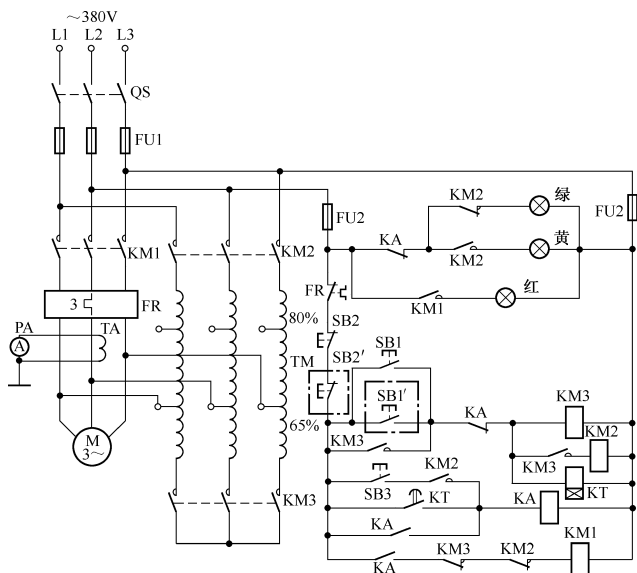 ～380V
L1 L2 L3
QS
FU1
KM2 绿
FU2 KA 黄 FU2
KM1 KM2 KM2
FR 红
3 FR KM1
PA TA 80% SB2 SB1
A TM SB2′
SB1′
65% KA KM3
M KM3 KM2
3～ KM3
SB3 KM2 KT
KM3 KT KA
KA
KA KM3 KM2 KM1